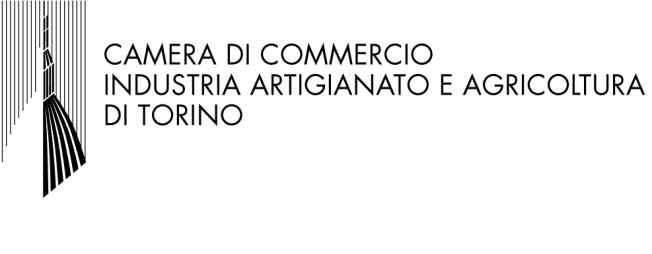 CAMERA DI COMMERCIO
INDUSTRIA ARTIGIANATO E AGRICOLTURA
DI TORINO